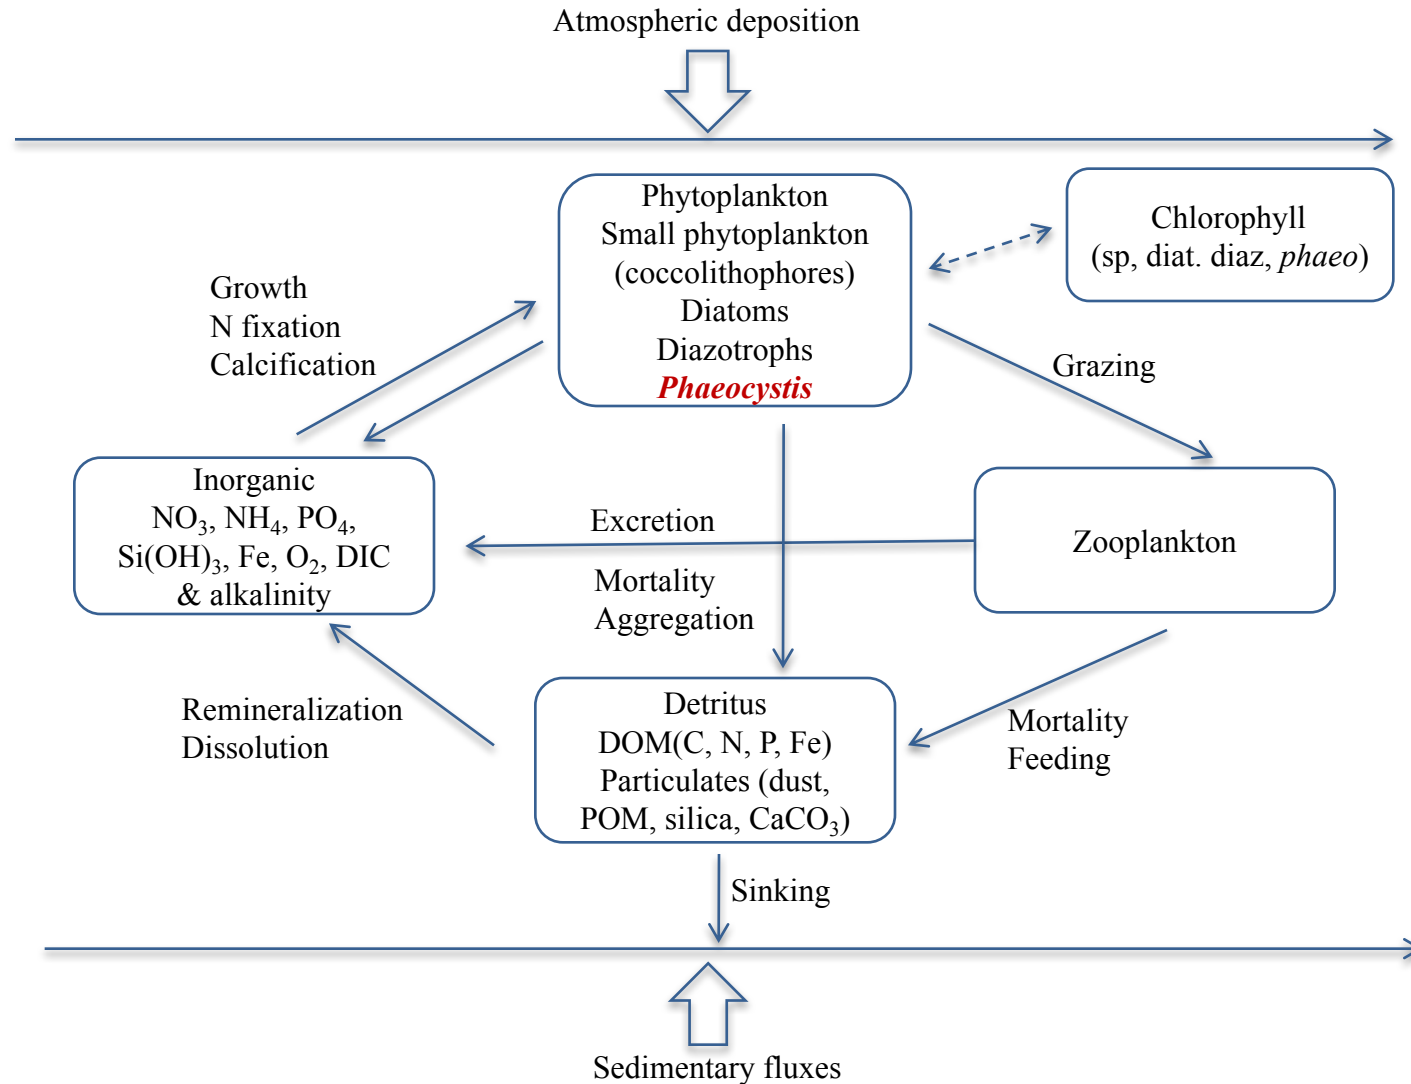 Atmospheric deposition
Phytoplankton
Small phytoplankton
(coccolithophores)
Diatoms
Diazotrophs
Phaeocystis
Chlorophyll
(sp, diat. diaz, phaeo)
Growth
N fixation
Calcification
Grazing
Inorganic
NO₃, NH₄, PO₄,
Si(OH)₃, Fe, O₂, DIC
& alkalinity
Excretion
Zooplankton
Mortality
Aggregation
Remineralization
Dissolution
Detritus
DOM(C, N, P, Fe)
Particulates (dust,
POM, silica, CaCO₃)
Mortality
Feeding
Sinking
Sedimentary fluxes